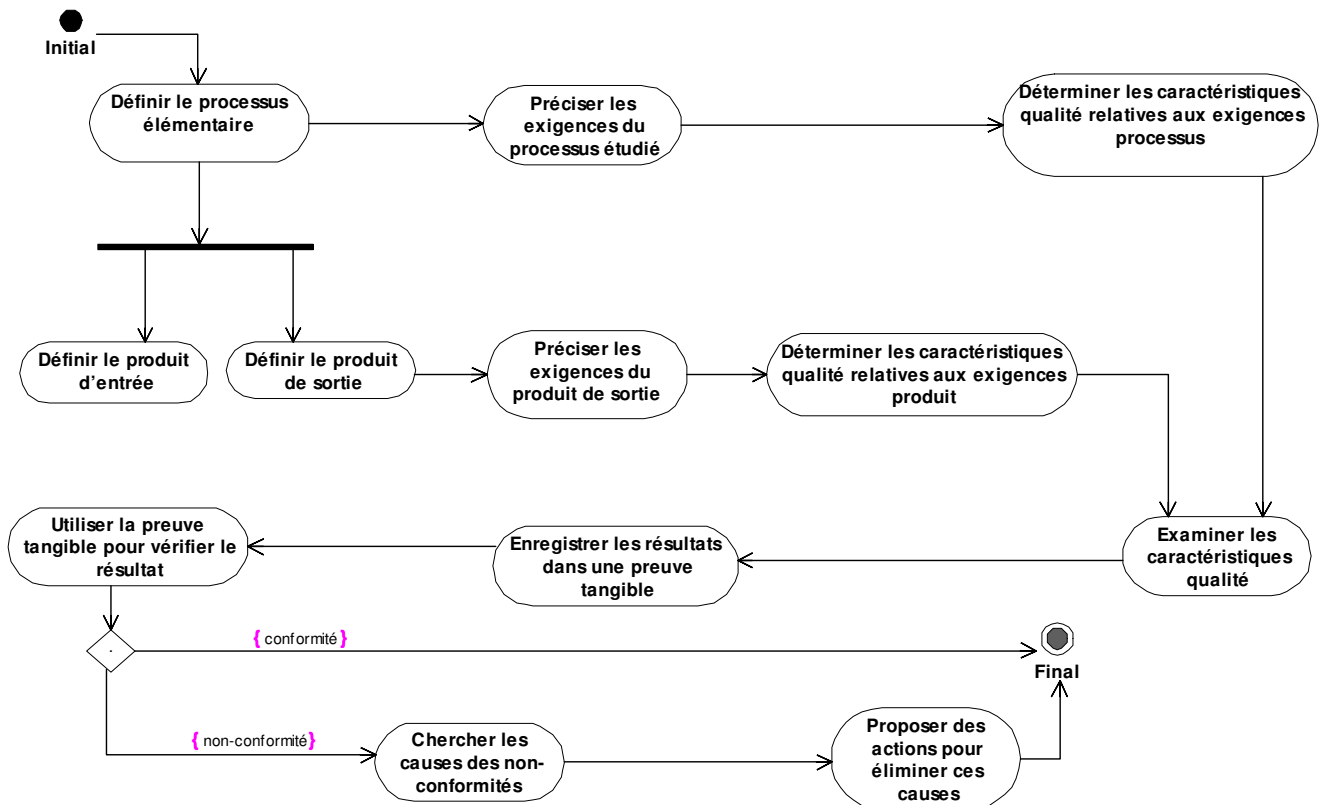 Initial
Définir le processus
élémentaire
Préciser les
exigences du
processus étudié
Déterminer les caractéristiques
qualité relatives aux exigences
processus
Définir le produit
d'entrée
Définir le produit
de sortie
Préciser les
exigences du
produit de sortie
Déterminer les caractéristiques
qualité relatives aux exigences
produit
Utiliser la preuve
tangible pour vérifier le
résultat
Enregistrer les résultats
dans une preuve
tangible
Examiner les
caractéristiques
qualité
{ conformité }
Final
{ non-conformité }
Chercher les
causes des non-
conformités
Proposer des
actions pour
éliminer ces
causes